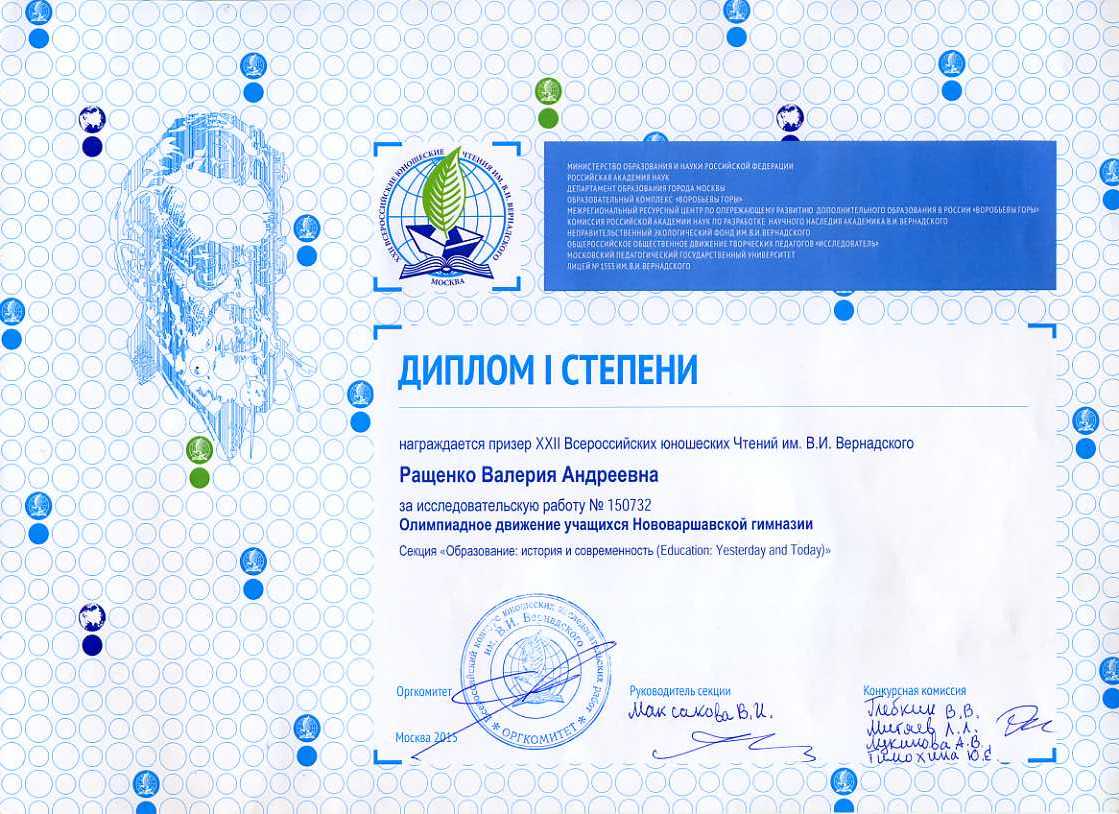 XXII ВСЕРОССИЙСКИЕ ЮНОШЕСКИЕ ЧТЕНИЯ ИМ. В.И. ВЕРНАДСКОГО
МОСКВА
МИНИСТЕРСТВО ОБРАЗОВАНИЯ И НАУКИ РОССИЙСКОЙ ФЕДЕРАЦИИ
РОССИЙСКАЯ АКАДЕМИЯ НАУК
ДЕПАРТАМЕНТ ОБРАЗОВАНИЯ ГОРОДА МОСКВЫ
ОБРАЗОВАТЕЛЬНЫЙ КОМПЛЕКС «ВОРОБЬЕВЫ ГОРЫ»
МЕЖРЕГИОНАЛЬНЫЙ РЕСУРСНЫЙ ЦЕНТР ПО ОПЕРЕЖАЮЩЕМУ РАЗВИТИЮ ДОПОЛНИТЕЛЬНОГО ОБРАЗОВАНИЯ В РОССИИ «ВОРОБЬЕВЫ ГОРЫ»
КОМИССИЯ РОССИЙСКОЙ АКАДЕМИИ НАУК ПО РАЗРАБОТКЕ НАУЧНОГО НАСЛЕДИЯ АКАДЕМИКА В.И. ВЕРНАДСКОГО
НЕПРАВИТЕЛЬСТВЕННЫЙ ЭКОЛОГИЧЕСКИЙ ФОНД ИМ. В.И. ВЕРНАДСКОГО
ОБЩЕРОССИЙСКОЕ ОБЩЕСТВЕННОЕ ДВИЖЕНИЕ ТВОРЧЕСКИХ ПЕДАГОГОВ «ИССЛЕДОВАТЕЛЬ»
МОСКОВСКИЙ ПЕДАГОГИЧЕСКИЙ ГОСУДАРСТВЕННЫЙ УНИВЕРСИТЕТ
ЛИЦЕЙ № 1553 ИМ. В.И. ВЕРНАДСКОГО
ДИПЛОМ I СТЕПЕНИ
награждается призер XXII Всероссийских юношеских Чтений им. В.И. Вернадского
Ращенко Валерия Андреевна
за исследовательскую работу № 150732
Олимпиадное движение учащихся Нововаршавской гимназии
Секция «Образование: история и современность (Education: Yesterday and Today)»
Всероссийский конкурс юношеских исследовательских работ
им. В.И. Вернадского
* ОРГКОМИТЕТ *
Оргкомитет
Москва 2015
Руководитель секции
Максакова В.И.
Конкурсная комиссия
Глебкин В.В.
Митяев Л.Л.
Лукинова А.В.
Тимохина Ю.Е.